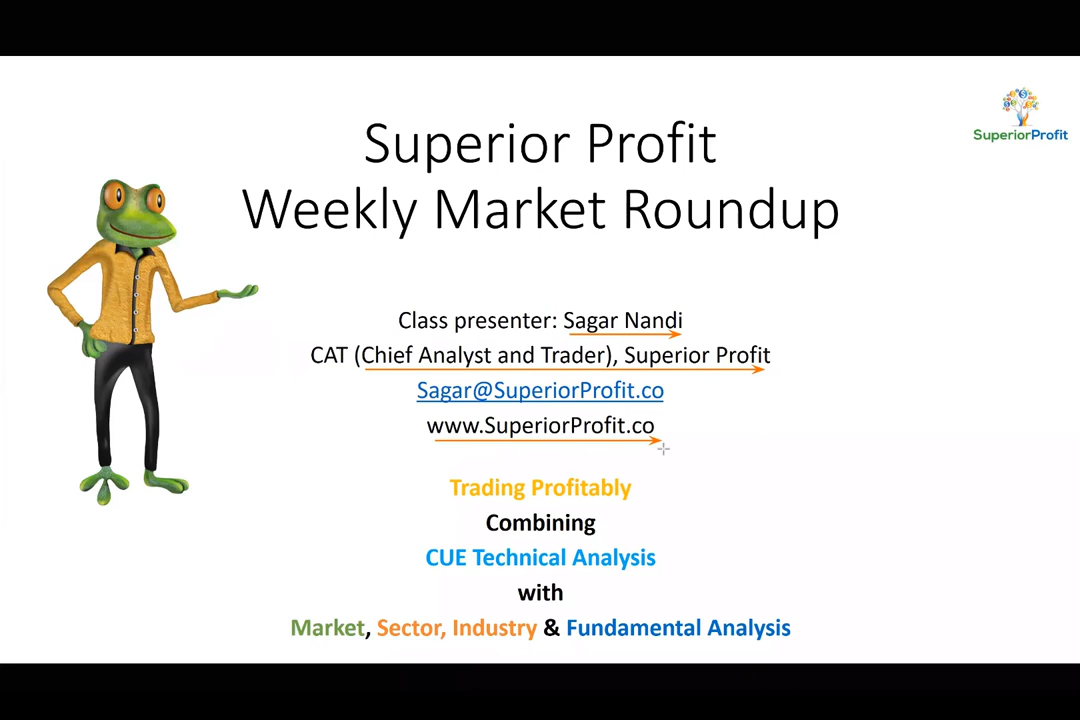 SuperiorProfit
Superior Profit
Weekly Market Roundup
Class presenter: Sagar Nandi
CAT (Chief Analyst and Trader), Superior Profit
Sagar@SuperiorProfit.co
www.SuperiorProfit.co
Trading Profitably
Combining
CUE Technical Analysis
with
Market, Sector, Industry & Fundamental Analysis